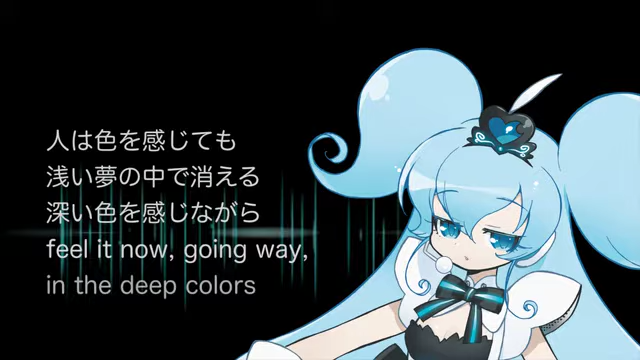 人は色を感じても
浅い夢の中で消える
深い色を感じながら
feel it now, going way,
in the deep colors